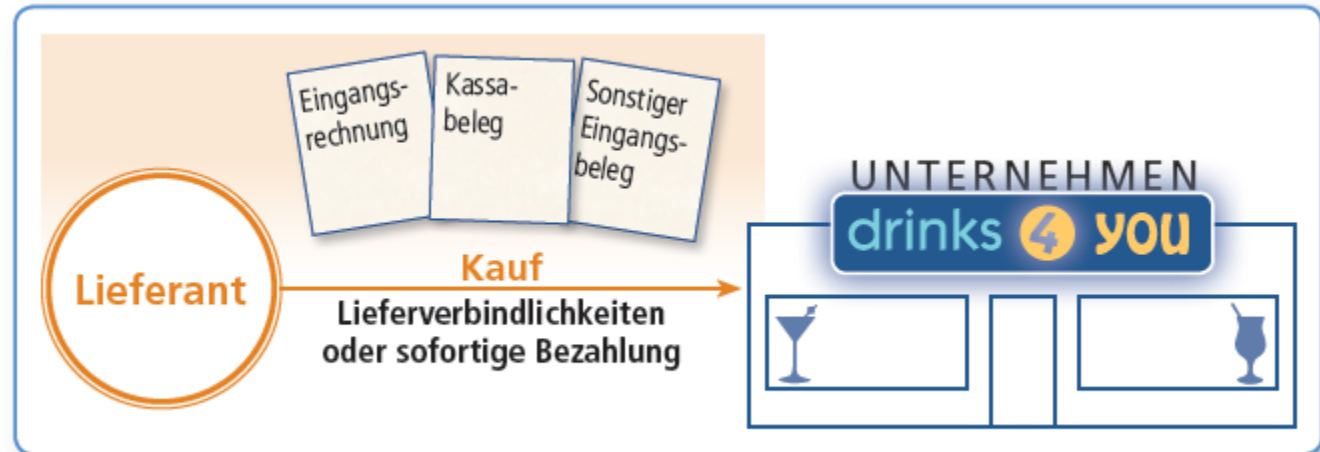 Eingangs-
rechnung
Kassa-
beleg
Sonstiger
Eingangs-
beleg
UNTERNEHMEN
drinks 4 you
Lieferant
Kauf
Lieferverbindlichkeiten
oder sofortige Bezahlung